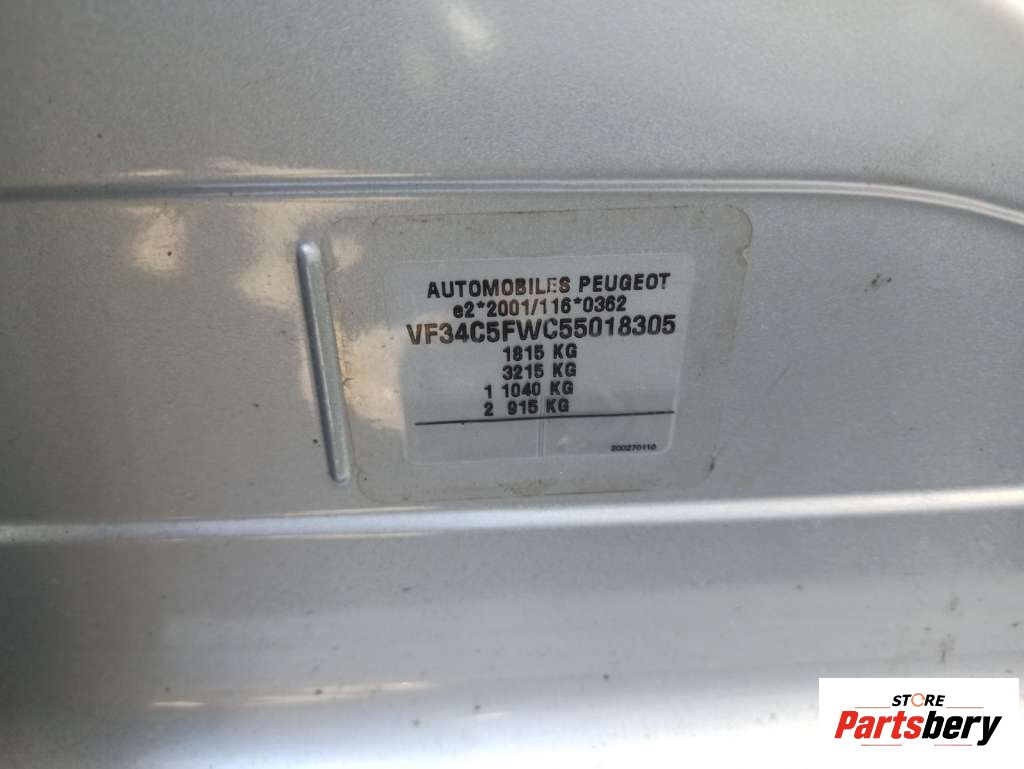 AUTOMOBILES PEUGEOT
e2*2001/116*0362
VF34C5FWC55018305
1815 KG
3215 KG
1 1040 KG
2 915 KG
200270110
STORE
Partsbery